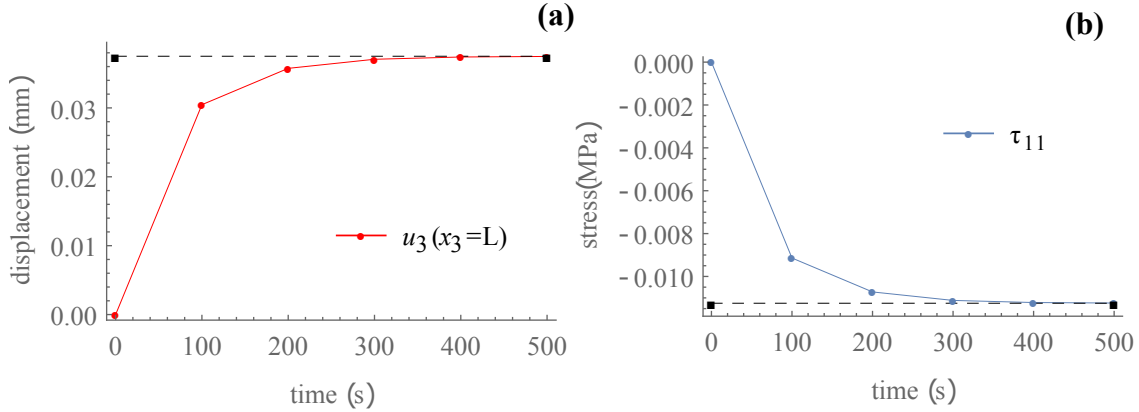 (a)
displacement (mm)
0.03
0.02
0.01
0.00
u3 (x3=L)
0 100 200 300 400 500
time (s)
(b)
stress(MPa)
0.000
-0.002
-0.004
-0.006
-0.008
-0.010
τ11
0 100 200 300 400 500
time (s)